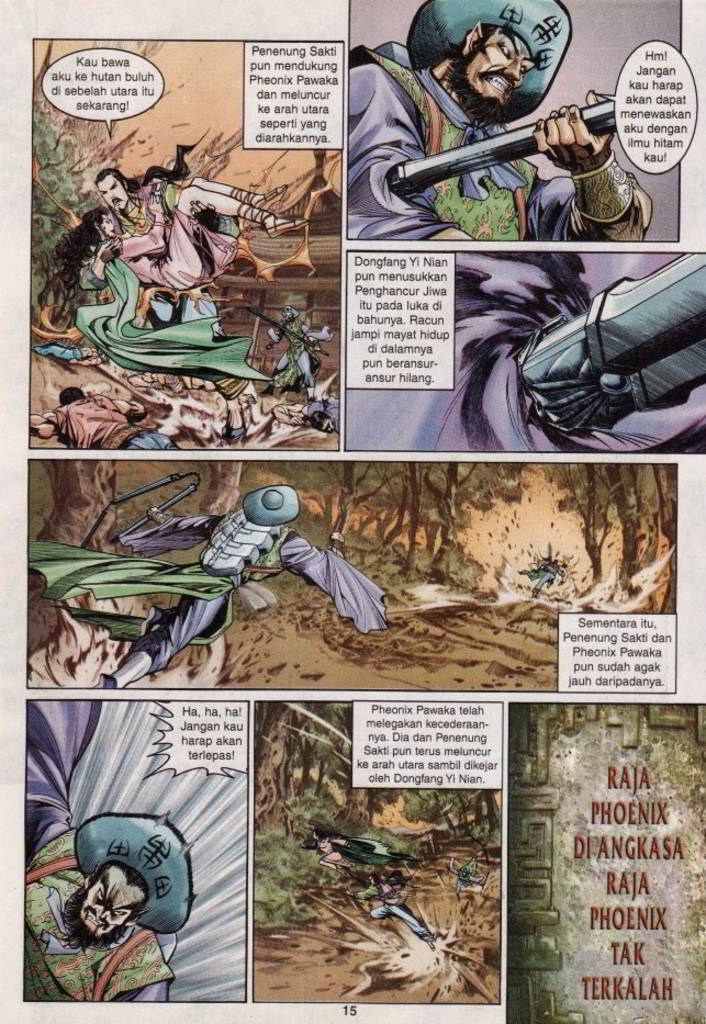 Kau bawa
aku ke hutan buluh
di sebelah utara itu
sekarang!
Penenung Sakti
pun mendukung
Pheonix Pawaka
dan meluncur
ke arah utara
seperti yang
diarahkannya.
Hm!
Jangan
kau harap
akan dapat
menewaskan
aku dengan
ilmu hitam
kau!
Dongfang Yi Nian
pun menusukkan
Penghancur Jiwa
itu pada luka di
bahunya. Racun
jampi mayat hidup
di dalamnya
pun beransur-
ansur hilang.
Sementara itu,
Penenung Sakti dan
Pheonix Pawaka
pun sudah agak
jauh daripadanya.
Ha, ha, ha!
Jangan kau
harap akan
terlepas!
Pheonix Pawaka telah
melegakan kecederaan-
nya. Dia dan Penenung
Sakti pun terus meluncur
ke arah utara sambil dikejar
oleh Dongfang Yi Nian.
RAJA
PHOENIX
DI ANGKASA
RAJA
PHOENIX
TAK
TERKALAH
15